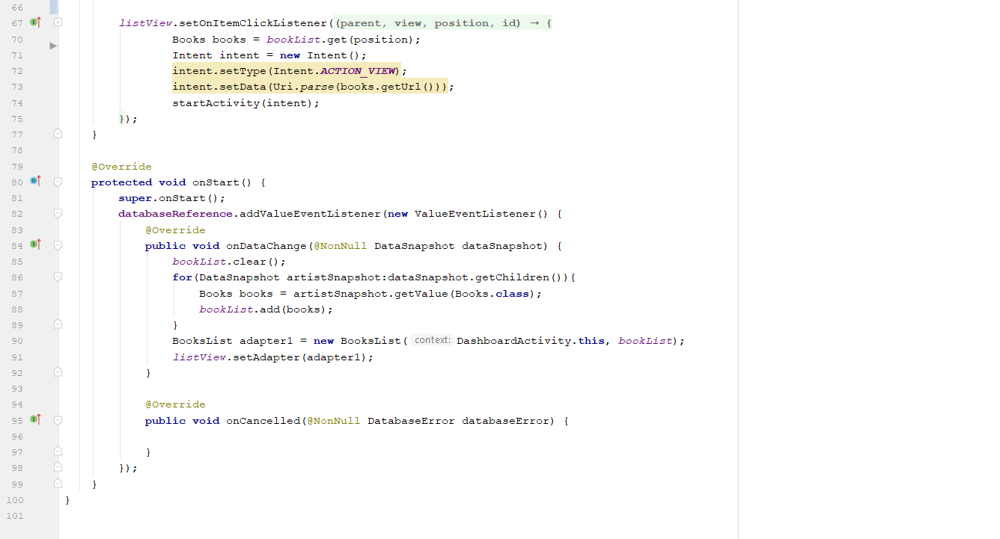 66
67 listView.setOnItemClickListener((parent, view, position, id) → {
70 Books books = bookList.get(position);
71 Intent intent = new Intent();
72 intent.setType(Intent.ACTION_VIEW);
73 intent.setData(Uri.parse(books.getUrl()));
74 startActivity(intent);
75 });
77 }
78
79 @Override
80 protected void onStart() {
81 super.onStart();
82 databaseReference.addValueEventListener(new ValueEventListener() {
83 @Override
84 public void onDataChange(@NonNull DataSnapshot dataSnapshot) {
85 bookList.clear();
86 for(DataSnapshot artistSnapshot:dataSnapshot.getChildren()){
87 Books books = artistSnapshot.getValue(Books.class);
88 bookList.add(books);
89 }
90 BooksList adapter1 = new BooksList( context: DashboardActivity.this, bookList);
91 listView.setAdapter(adapter1);
92 }
93
94 @Override
95 public void onCancelled(@NonNull DatabaseError databaseError) {
96
97 }
98 });
99 }
100 }
101